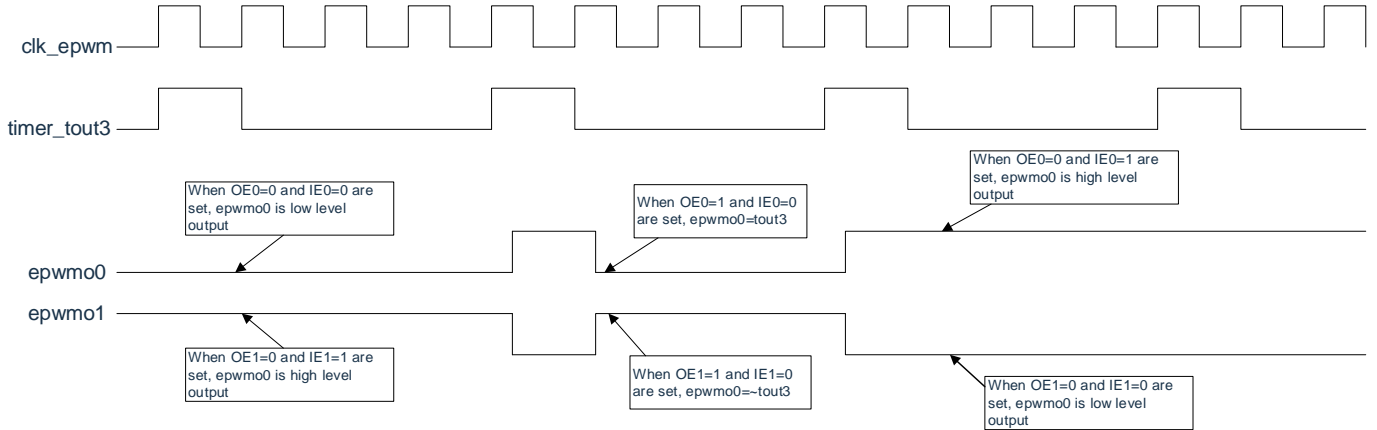 clk_epwm
timer_tout3
When OE0=0 and IE0=1 are
set, epwmo0 is high level
output
When OE0=0 and IE0=0 are
set, epwmo0 is low level
output
When OE0=1 and IE0=0
are set, epwmo0=tout3
epwmo0
epwmo1
When OE1=0 and IE1=1 are
set, epwmo0 is high level
output
When OE1=1 and IE1=0
are set, epwmo0=~tout3
When OE1=0 and IE1=0 are
set, epwmo0 is low level
output